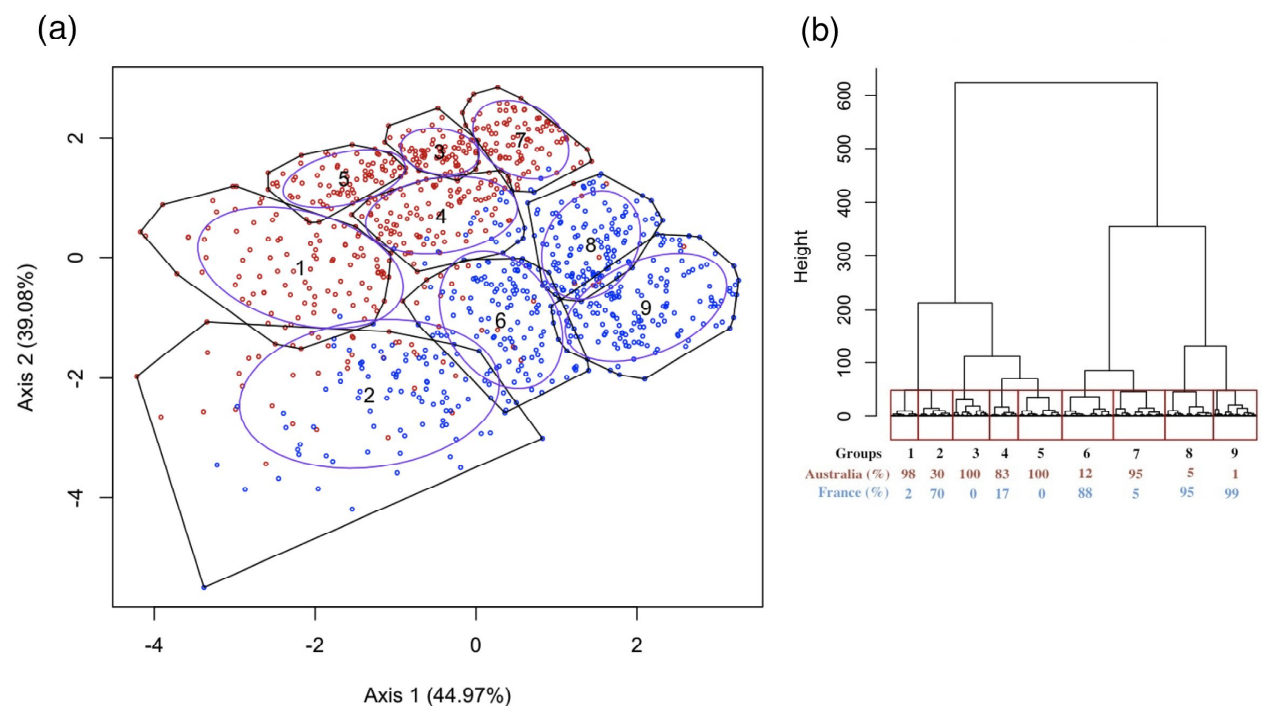 (a)
(b)
2
0
-2
-4
Axis 2 (39.08%)
-4 -2 0 2
Axis 1 (44.97%)
7
3
5
4
8
1
9
6
2
Height
600
500
400
300
200
100
0
Groups 1 2 3 4 5 6 7 8 9
Australia (%) 98 30 100 83 100 12 95 5 1
France (%) 2 70 0 17 0 88 5 95 99